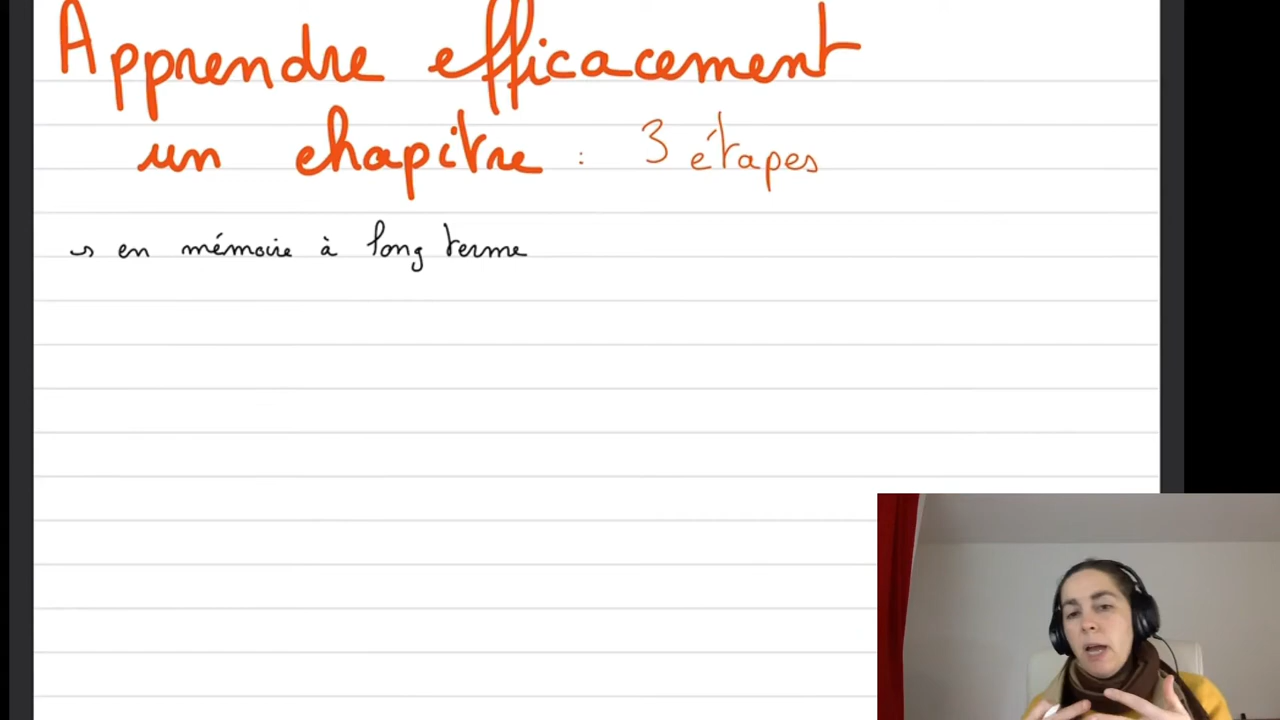 Apprendre efficacement
un chapitre : 3 étapes
↪ en mémoire à long terme